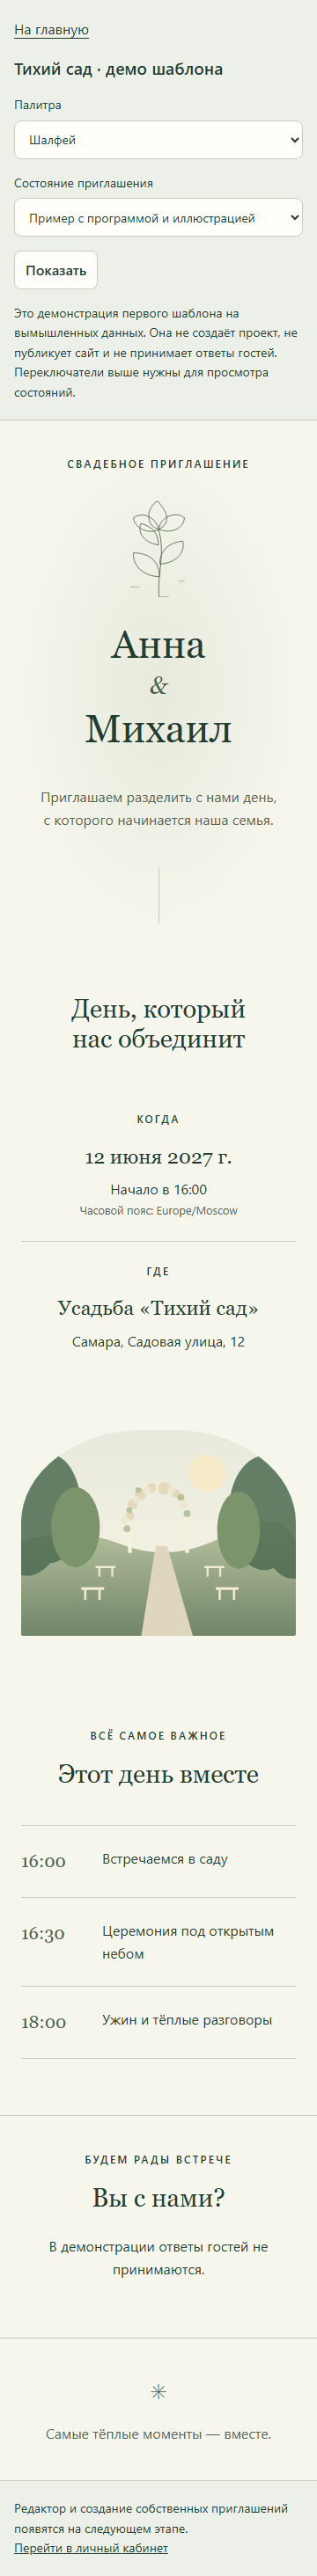 На главную
Тихий сад · демо шаблона
Палитра
Шалфей
Состояние приглашения
Пример с программой и иллюстрацией
Показать
Это демонстрация первого шаблона на
вымышленных данных. Она не создаёт проект, не
публикует сайт и не принимает ответы гостей.
Переключатели выше нужны для просмотра
состояний.
СВАДЕБНОЕ ПРИГЛАШЕНИЕ
Анна
&
Михаил
Приглашаем разделить с нами день,
с которого начинается наша семья.
День, который
нас объединит
КОГДА
12 июня 2027 г.
Начало в 16:00
Часовой пояс: Europe/Moscow
ГДЕ
Усадьба «Тихий сад»
Самара, Садовая улица, 12
ВСЁ САМОЕ ВАЖНОЕ
Этот день вместе
16:00 Встречаемся в саду
16:30 Церемония под открытым
небом
18:00 Ужин и тёплые разговоры
БУДЕМ РАДЫ ВСТРЕЧЕ
Вы с нами?
В демонстрации ответы гостей не
принимаются.
Самые тёплые моменты — вместе.
Редактор и создание собственных приглашений
появятся на следующем этапе.
Перейти в личный кабинет